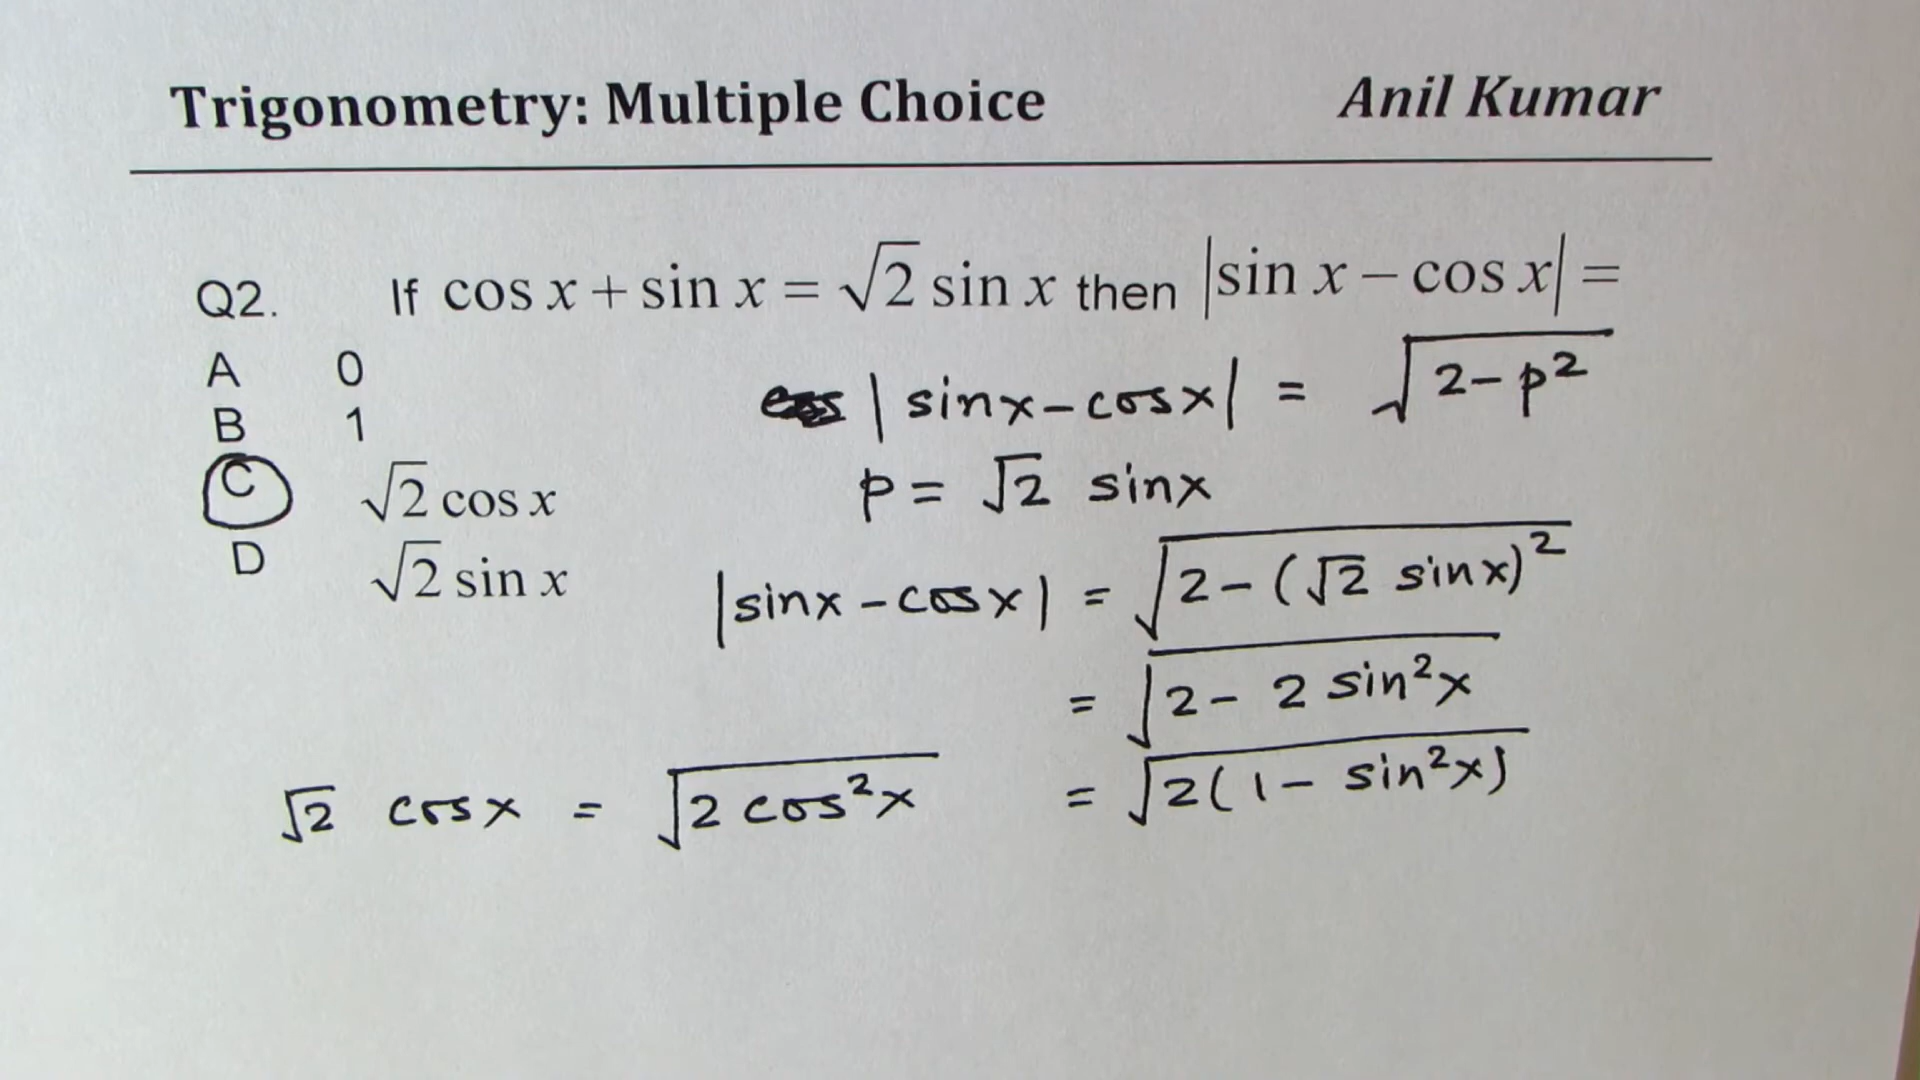 Trigonometry: Multiple Choice Anil Kumar
Q2. If cos x + sin x = √2 sin x then |sin x − cos x| =
A 0
B 1
C √2 cos x
D √2 sin x
|sinx-cosx| = √(2-p²)
p = √2 sinx
|sinx-cosx| = √(2-(√2 sinx)²)
= √(2- 2 sin²x)
= √(2(1- sin²x))
√2 cosx = √(2 cos²x)